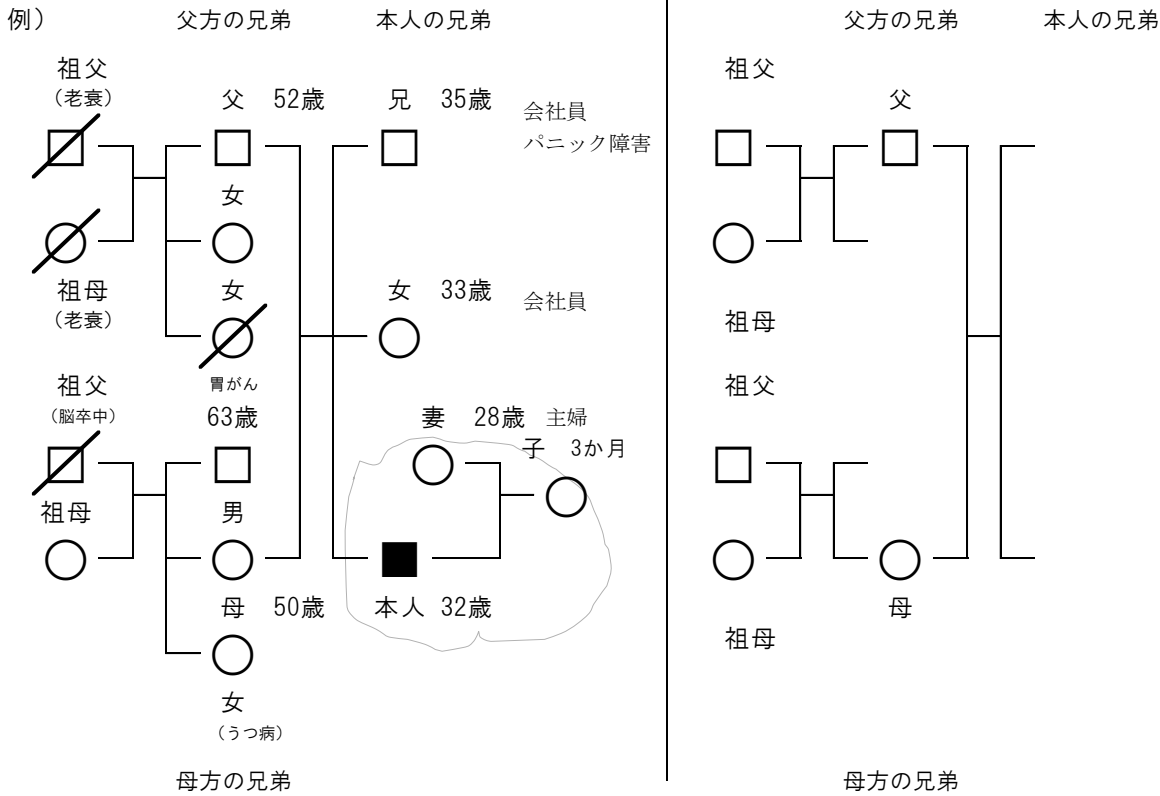 例）
父方の兄弟 本人の兄弟
祖父
（老衰）
父 52歳
兄 35歳
会社員
パニック障害
女
祖母
（老衰）
女
女 33歳
会社員
胃がん
63歳
祖父
（脳卒中）
妻 28歳 主婦
子 3か月
祖母
男
母 50歳
本人 32歳
女
（うつ病）
母方の兄弟
父方の兄弟 本人の兄弟
祖父
父
祖母
祖父
母
祖母
母方の兄弟